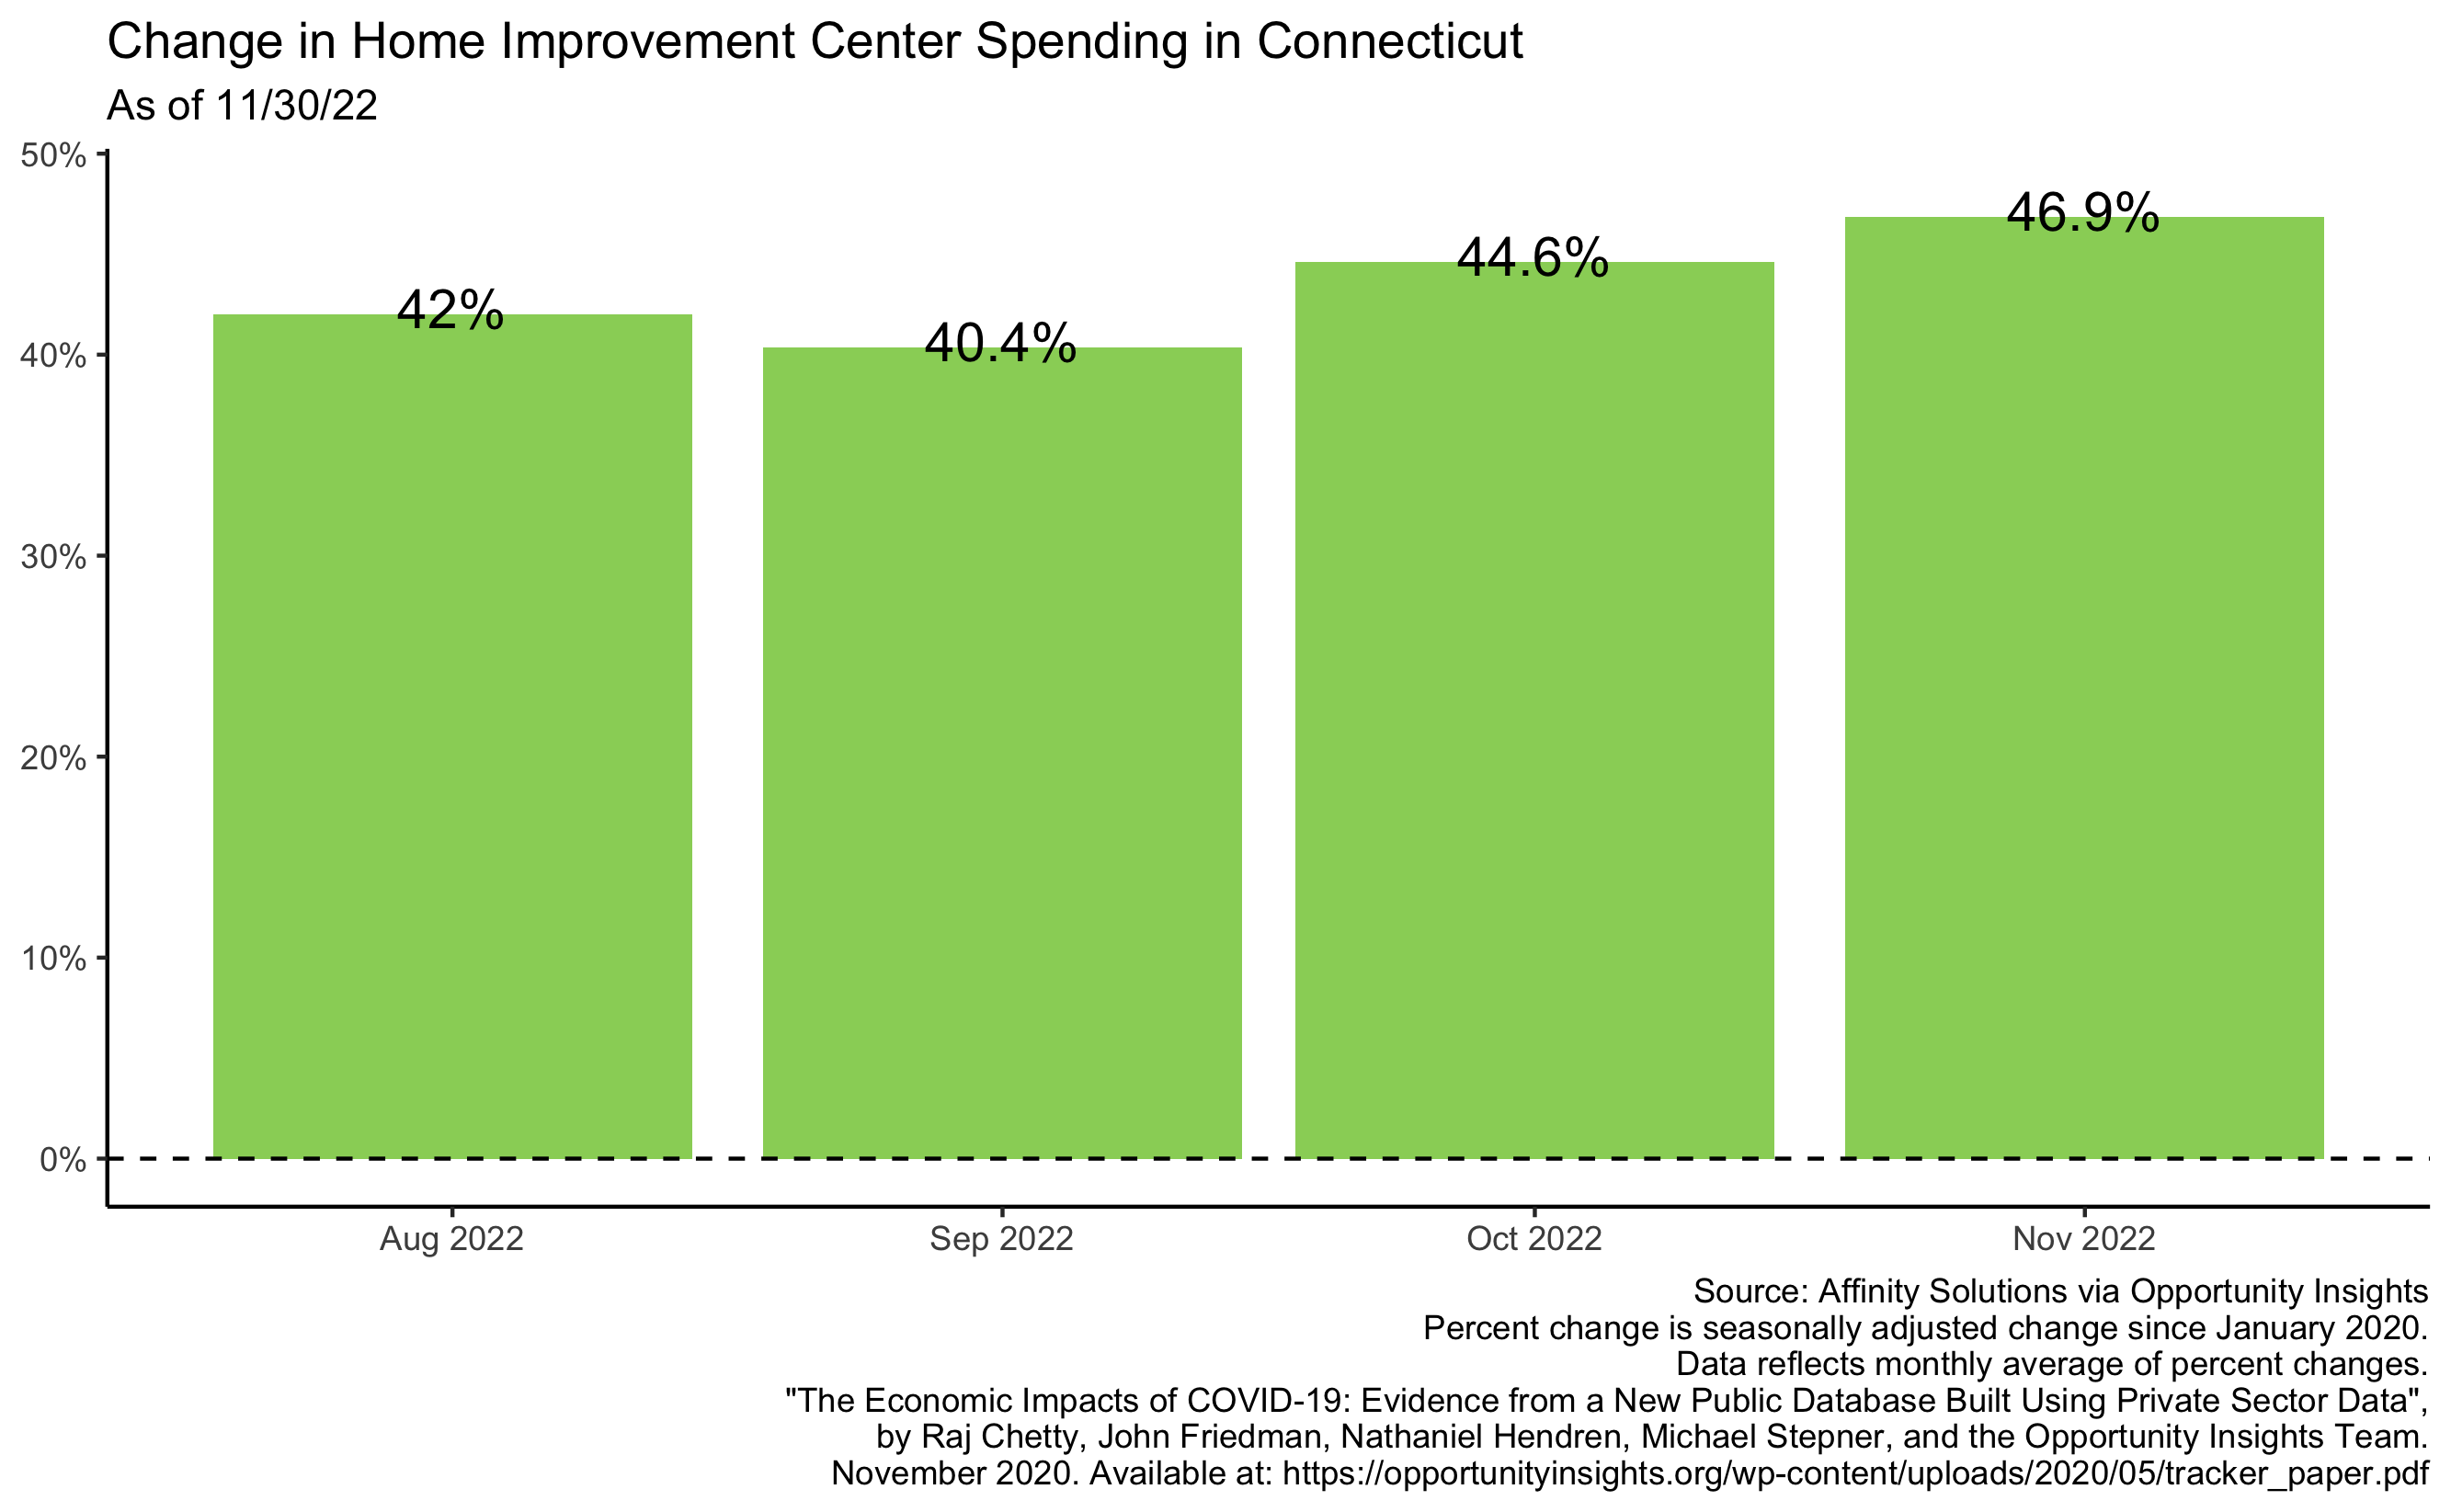 Change in Home Improvement Center Spending in Connecticut
As of 11/30/22
50%
40%
30%
20%
10%
0%
42%
40.4%
44.6%
46.9%
Aug 2022
Sep 2022
Oct 2022
Nov 2022
Source: Affinity Solutions via Opportunity Insights
Percent change is seasonally adjusted change since January 2020.
Data reflects monthly average of percent changes.
"The Economic Impacts of COVID-19: Evidence from a New Public Database Built Using Private Sector Data",
by Raj Chetty, John Friedman, Nathaniel Hendren, Michael Stepner, and the Opportunity Insights Team.
November 2020. Available at: https://opportunityinsights.org/wp-content/uploads/2020/05/tracker_paper.pdf